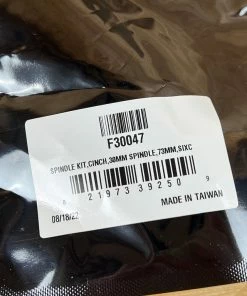 F30047
SPINDLE KIT,CINCH,30MM SPINDLE,73MM,SIXC
8 21973 39250 9
08/18/22
MADE IN TAIWAN